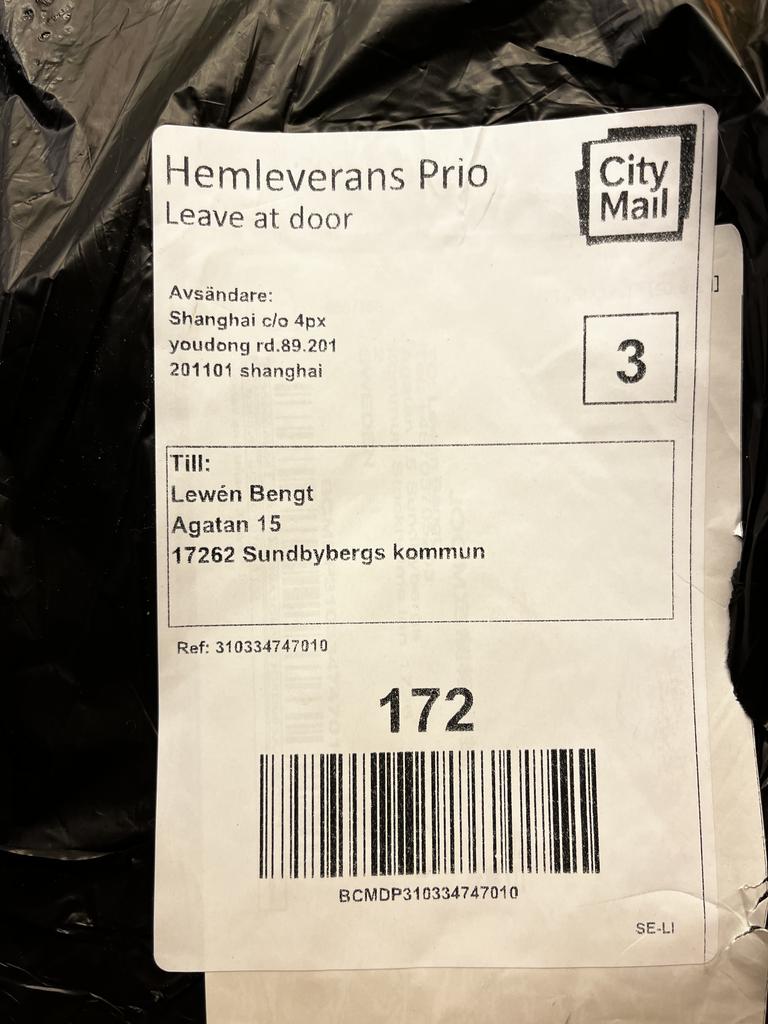 Hemleverans Prio
Leave at door
City
Mail
Avsändare:
Shanghai c/o 4px
youdong rd.89.201
201101 shanghai
3
Till:
Lewén Bengt
Agatan 15
17262 Sundbybergs kommun
Ref: 310334747010
172
BCMDP310334747010
SE-LI